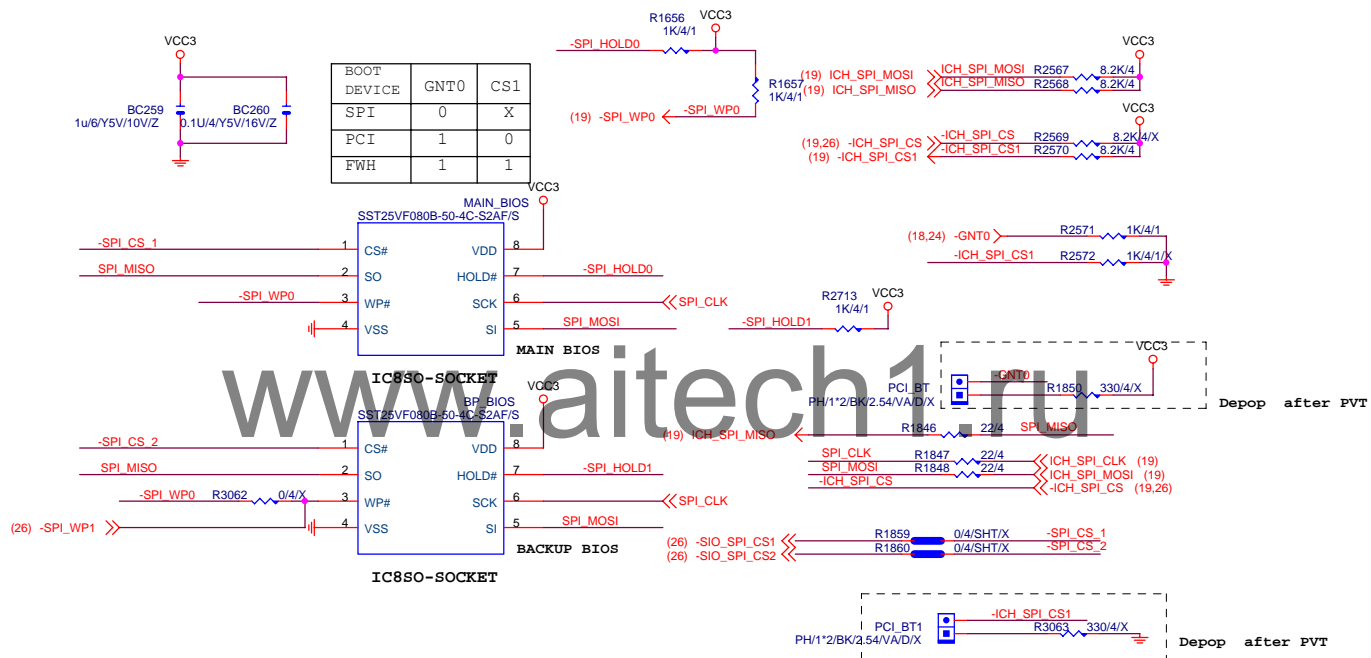 VCC3
BC259
1u/6/Y5V/10V/Z
BC260
0.1U/4/Y5V/16V/Z
BOOT DEVICE GNT0 CS1
SPI 0 X
PCI 1 0
FWH 1 1
R1656
1K/4/1
VCC3
-SPI_HOLD0
R1657
1K/4/1
(19) -SPI_WP0
-SPI_WP0
VCC3
(19) ICH_SPI_MOSI
ICH_SPI_MOSI
R2567
8.2K/4
(19) ICH_SPI_MISO
ICH_SPI_MISO
R2568
8.2K/4
VCC3
(19,26) -ICH_SPI_CS
-ICH_SPI_CS
R2569
8.2K/4/X
(19) -ICH_SPI_CS1
-ICH_SPI_CS1
R2570
8.2K/4
(18,24) -GNT0
R2571
1K/4/1
-ICH_SPI_CS1
R2572
1K/4/1/X
VCC3
MAIN_BIOS
SST25VF080B-50-4C-S2AF/S
-SPI_CS_1
1 CS# VDD 8
SPI_MISO
2 SO HOLD# 7
-SPI_HOLD0
-SPI_WP0
3 WP# SCK 6
SPI_CLK
4 VSS SI 5
SPI_MOSI
MAIN BIOS
IC8SO-SOCKET
R2713
1K/4/1
VCC3
-SPI_HOLD1
VCC3
-GNT0
PCI_BT
PH/1*2/BK/2.54/VA/D/X
R1850
330/4/X
Depop after PVT
www.aitech1.ru
VCC3
BP_BIOS
SST25VF080B-50-4C-S2AF/S
-SPI_CS_2
1 CS# VDD 8
SPI_MISO
2 SO HOLD# 7
-SPI_HOLD1
-SPI_WP0
R3062
0/4/X
3 WP# SCK 6
SPI_CLK
(26) -SPI_WP1
4 VSS SI 5
SPI_MOSI
BACKUP BIOS
IC8SO-SOCKET
(19) ICH_SPI_MISO
R1846
22/4
SPI_MISO
SPI_CLK
R1847
22/4
ICH_SPI_CLK (19)
SPI_MOSI
R1848
22/4
ICH_SPI_MOSI (19)
-ICH_SPI_CS
-ICH_SPI_CS (19,26)
(26) -SIO_SPI_CS1
R1859
0/4/SHT/X
-SPI_CS_1
(26) -SIO_SPI_CS2
R1860
0/4/SHT/X
-SPI_CS_2
-ICH_SPI_CS1
PCI_BT1
PH/1*2/BK/2.54/VA/D/X
R3063
330/4/X
Depop after PVT